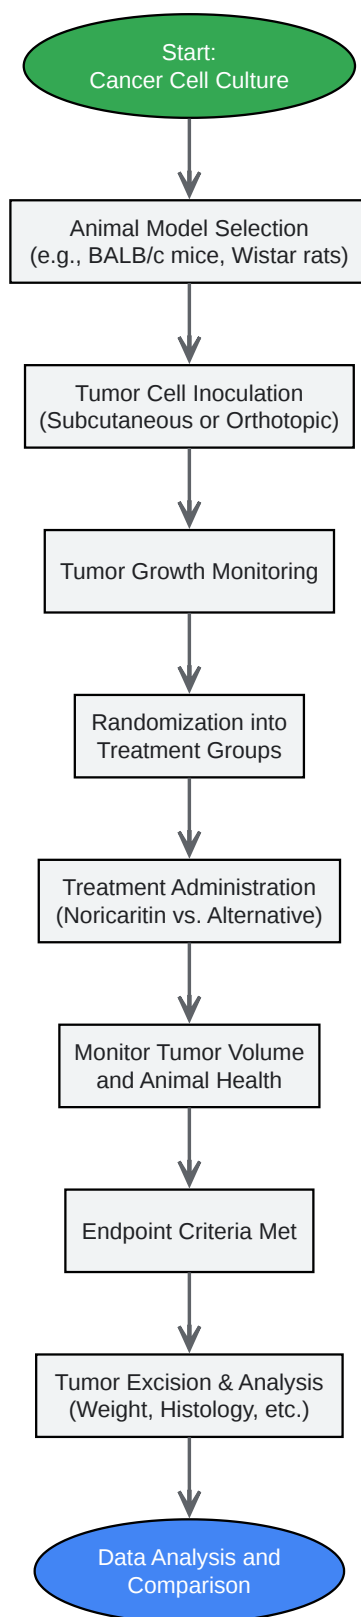 Start:
Cancer Cell Culture
Animal Model Selection
(e.g., BALB/c mice, Wistar rats)
Tumor Cell Inoculation
(Subcutaneous or Orthotopic)
Tumor Growth Monitoring
Randomization into
Treatment Groups
Treatment Administration
(Noricaritin vs. Alternative)
Monitor Tumor Volume
and Animal Health
Endpoint Criteria Met
Tumor Excision & Analysis
(Weight, Histology, etc.)
Data Analysis and
Comparison